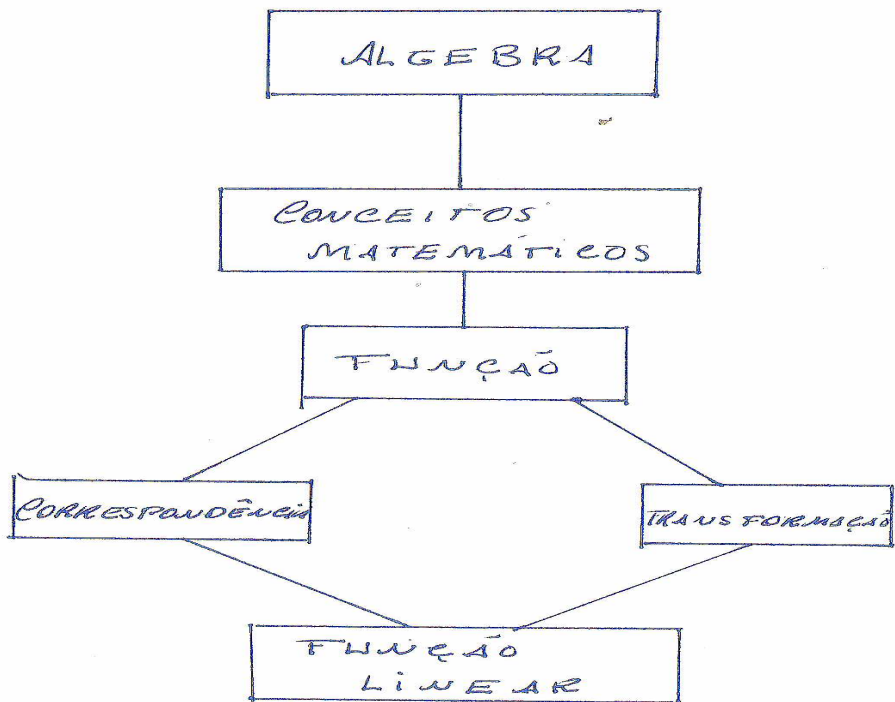 ALGEBRA
CONCEITOS
MATEMÁTICOS
FUNÇÃO
CORRESPONDÊNCIA
TRANSFORMAÇÃO
FUNÇÃO
LINEAR